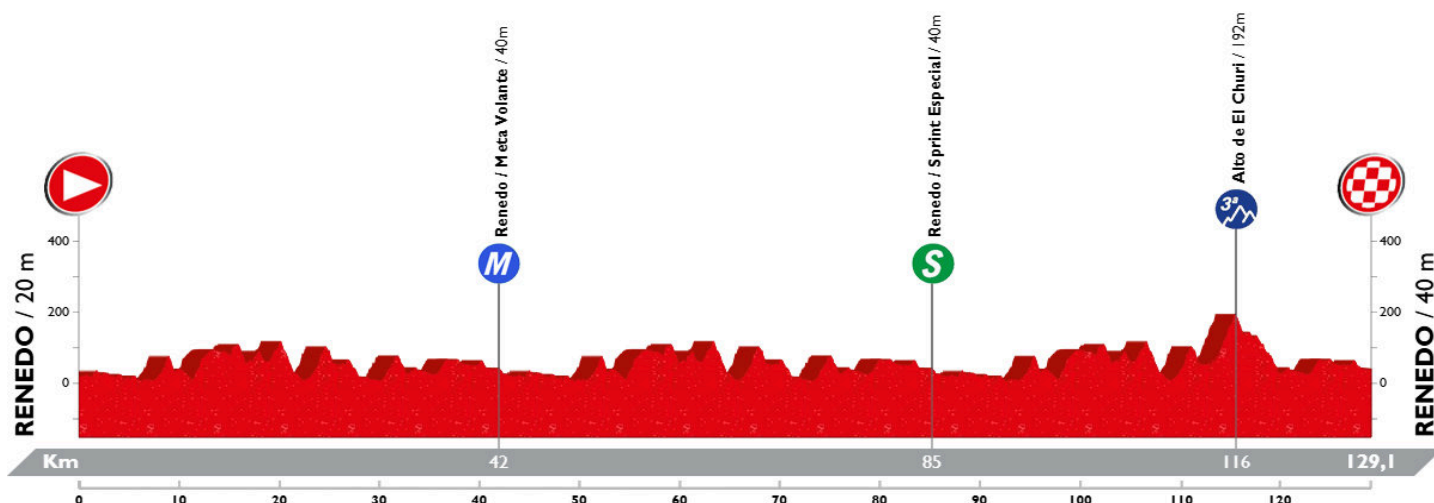 Renedo / Meta Volante / 40m
Renedo / Sprint Especial / 40m
Alto de El Churi / 192m
M
S
3ª
RENEDO / 20 m
400
200
0
400
200
0
RENEDO / 40 m
Km
42
85
116
129,1
0 10 20 30 40 50 60 70 80 90 100 110 120